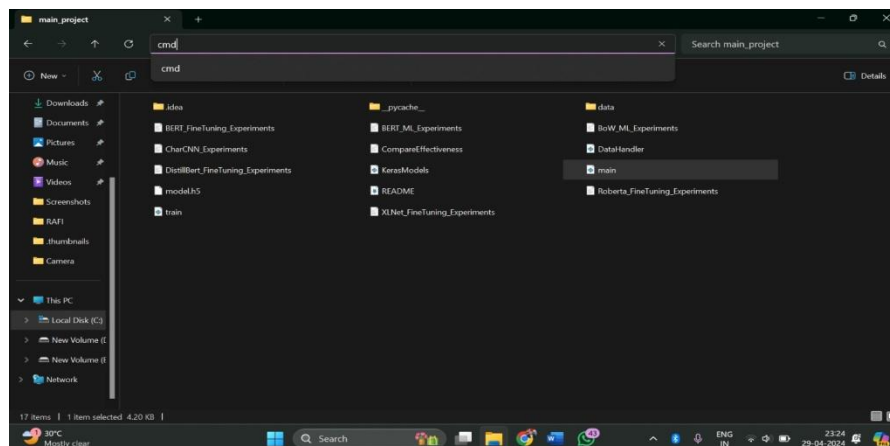 main_project
cmd
Search main_project
New
Details
cmd
Downloads
Documents
Pictures
Music
Videos
Screenshots
RAFI
.thumbnails
Camera
This PC
Local Disk (C:)
New Volume (
New Volume (E
Network
.idea
__pycache__
data
BERT_FineTuning_Experiments
BERT_ML_Experiments
BoW_ML_Experiments
CharCNN_Experiments
CompareEffectiveness
DataHandler
DistillBert_FineTuning_Experiments
KerasModels
main
model.h5
README
Roberta_FineTuning_Experiments
train
XLNet_FineTuning_Experiments
17 items
1 item selected 4.20 KB
1
30°C
Mostly clear
Search
43
ENG
IN
23:24
29-04-2024